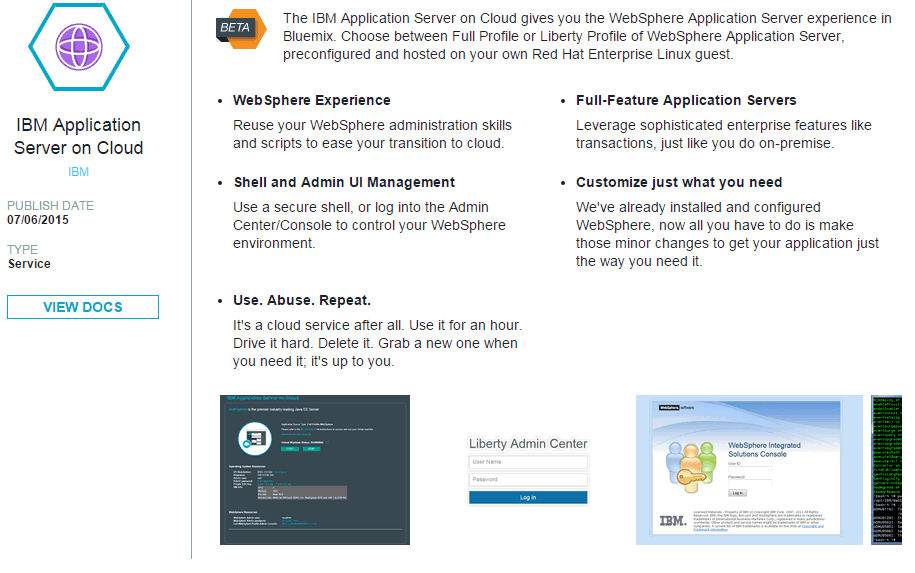 IBM Application
Server on Cloud
IBM
PUBLISH DATE
07/06/2015
TYPE
Service
VIEW DOCS
BETA
The IBM Application Server on Cloud gives you the WebSphere Application Server experience in
Bluemix. Choose between Full Profile or Liberty Profile of WebSphere Application Server,
preconfigured and hosted on your own Red Hat Enterprise Linux guest.
• WebSphere Experience
Reuse your WebSphere administration skills
and scripts to ease your transition to cloud.
• Full-Feature Application Servers
Leverage sophisticated enterprise features like
transactions, just like you do on-premise.
• Shell and Admin UI Management
Use a secure shell, or log into the Admin
Center/Console to control your WebSphere
environment.
• Customize just what you need
We've already installed and configured
WebSphere, now all you have to do is make
those minor changes to get your application just
the way you need it.
• Use. Abuse. Repeat.
It's a cloud service after all. Use it for an hour.
Drive it hard. Delete it. Grab a new one when
you need it; it's up to you.
IBM Application Server on Cloud
Liberty Admin Center
User Name
Password
Log in
WebSphere. software
WebSphere Integrated
Solutions Console
User ID:
Password:
Log in
IBM.